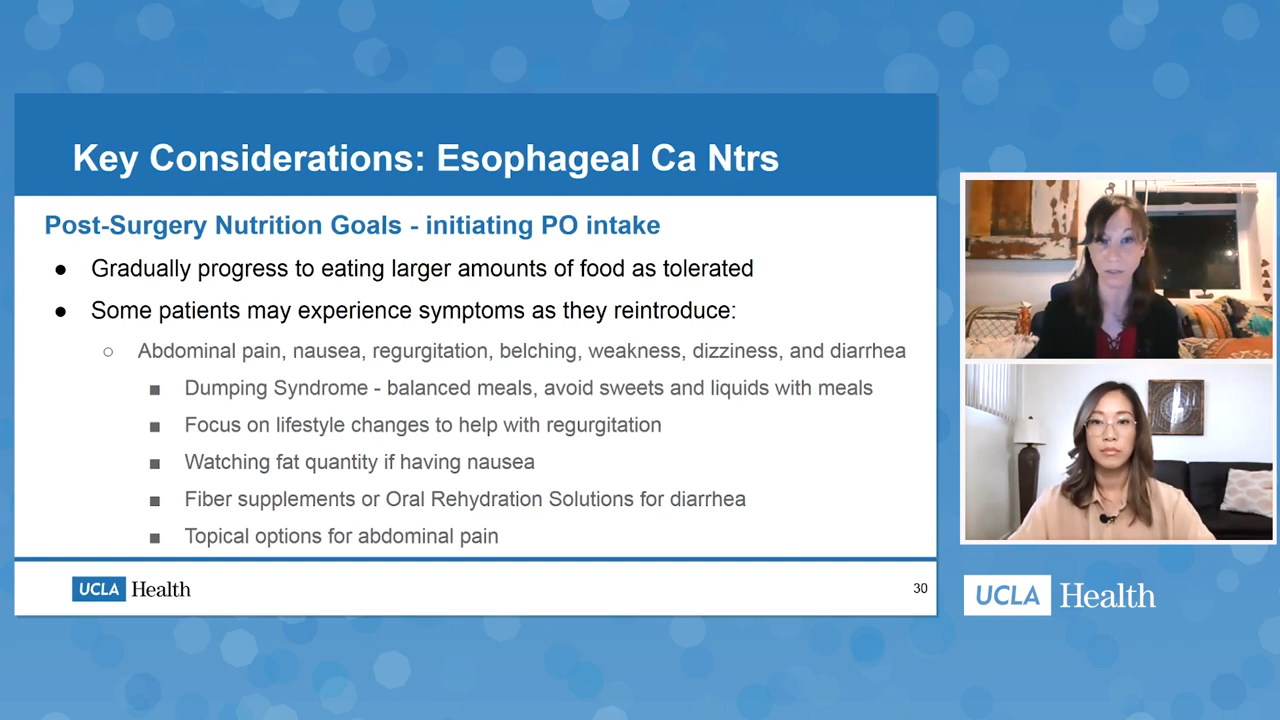 Key Considerations: Esophageal Ca Ntrs
Post-Surgery Nutrition Goals - initiating PO intake
● Gradually progress to eating larger amounts of food as tolerated
● Some patients may experience symptoms as they reintroduce:
○ Abdominal pain, nausea, regurgitation, belching, weakness, dizziness, and diarrhea
■ Dumping Syndrome - balanced meals, avoid sweets and liquids with meals
■ Focus on lifestyle changes to help with regurgitation
■ Watching fat quantity if having nausea
■ Fiber supplements or Oral Rehydration Solutions for diarrhea
■ Topical options for abdominal pain
UCLA Health
30
UCLA Health